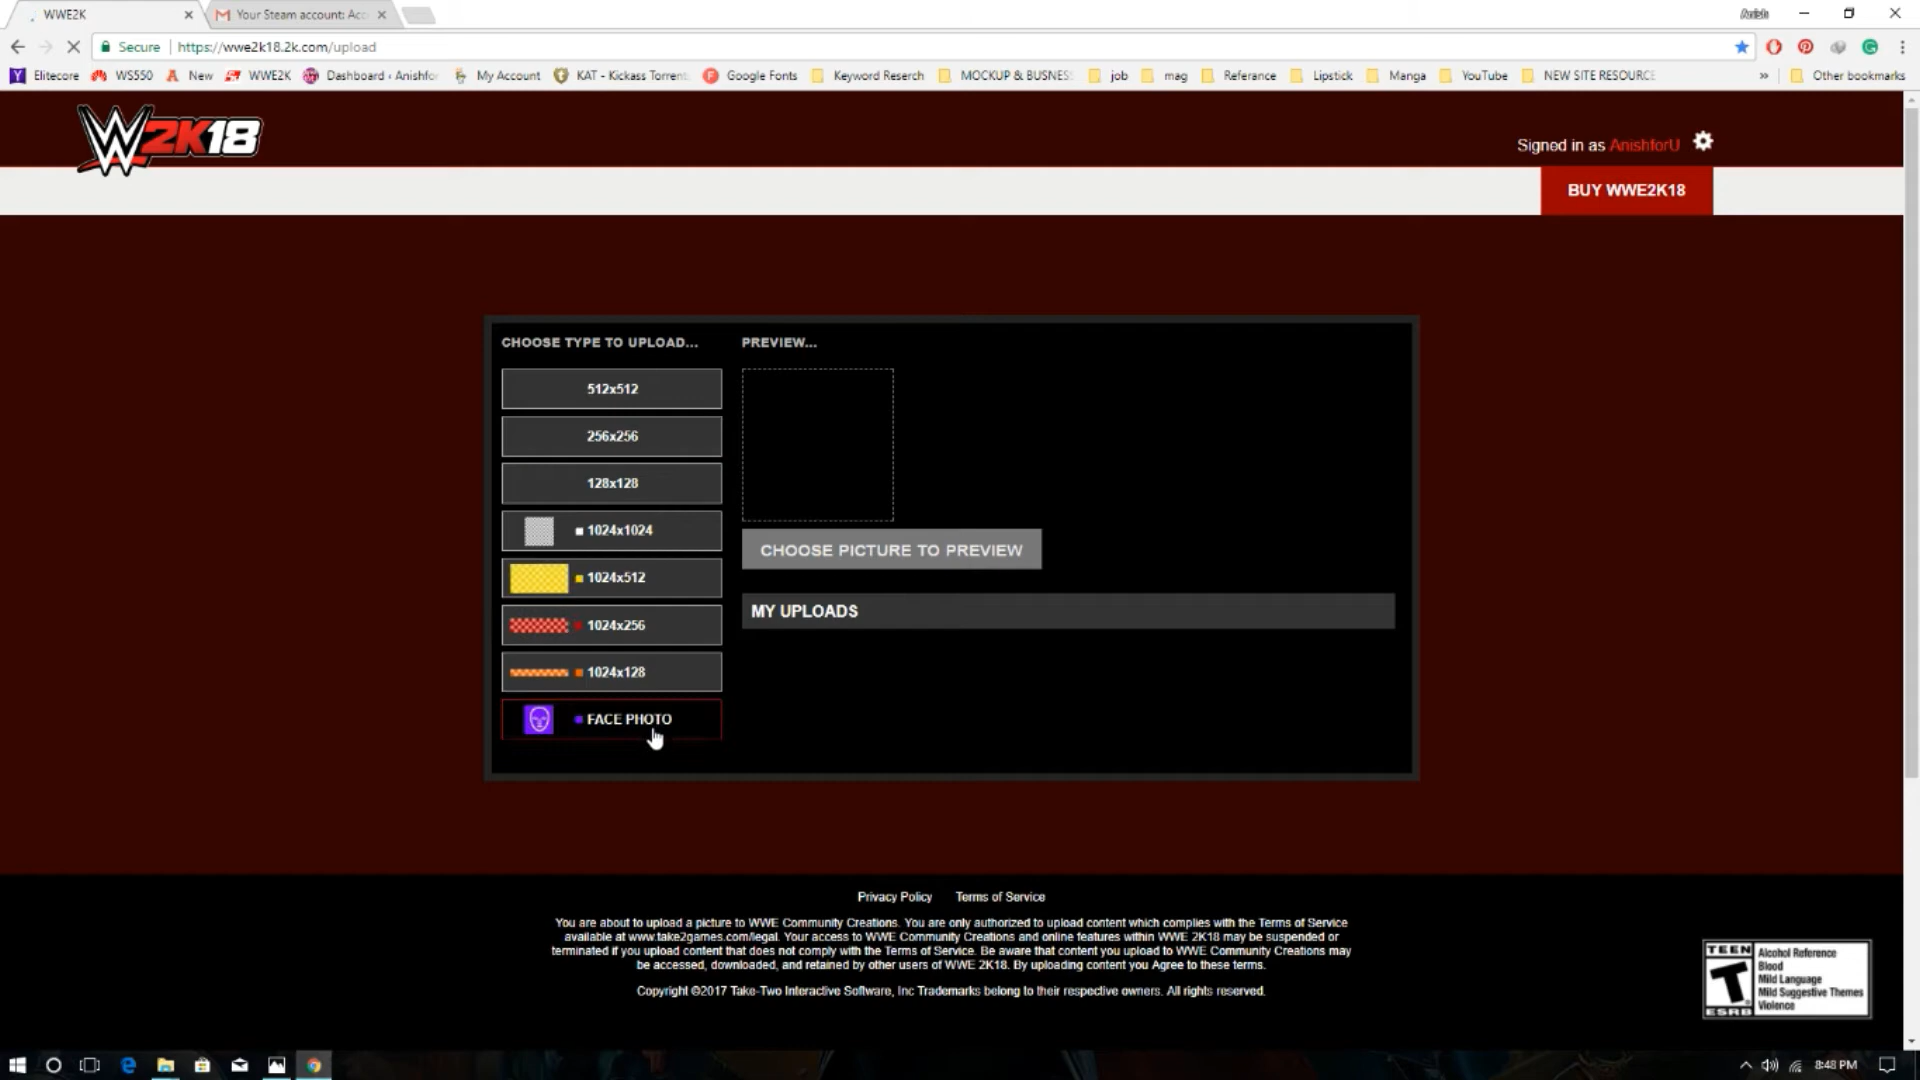 WWE2K
Your Steam account: Acc
Anish
Secure
https://wwe2k18.2k.com/upload
Elitecore
WS550
New
WWE2K
Dashboard ‹ Anishfor
My Account
KAT - Kickass Torrents
Google Fonts
Keyword Reserch
MOCKUP & BUSNES
job
mag
Referance
Lipstick
Manga
YouTube
NEW SITE RESOURCE
»
Other bookmarks
W2K18
Signed in as AnishforU
BUY WWE2K18
CHOOSE TYPE TO UPLOAD...
PREVIEW...
512x512
256x256
128x128
1024x1024
1024x512
1024x256
1024x128
FACE PHOTO
CHOOSE PICTURE TO PREVIEW
MY UPLOADS
Privacy Policy
Terms of Service
You are about to upload a picture to WWE Community Creations. You are only authorized to upload content which complies with the Terms of Service
available at www.take2games.com/legal. Your access to WWE Community Creations and online features within WWE 2K18 may be suspended or
terminated if you upload content that does not comply with the Terms of Service. Be aware that content you upload to WWE Community Creations may
be accessed, downloaded, and retained by other users of WWE 2K18. By uploading content you Agree to these terms.
Copyright ©2017 Take-Two Interactive Software, Inc Trademarks belong to their respective owners. All rights reserved.
TEEN
T
ESRB
Alcohol Reference
Blood
Mild Language
Mild Suggestive Themes
Violence
8:48 PM